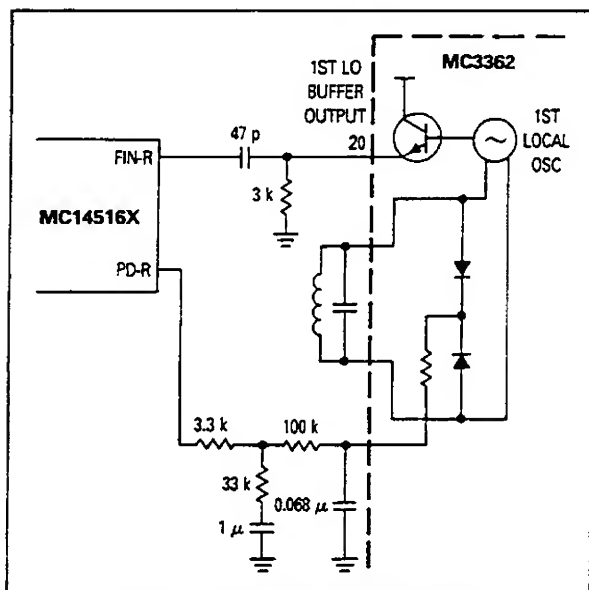 MC3362
1ST LO
BUFFER
OUTPUT
20
1ST
LOCAL
OSC
47 p
FIN-R
3 k
MC14516X
PD-R
3.3 k
100 k
33 k
0.068 μ
1 μ